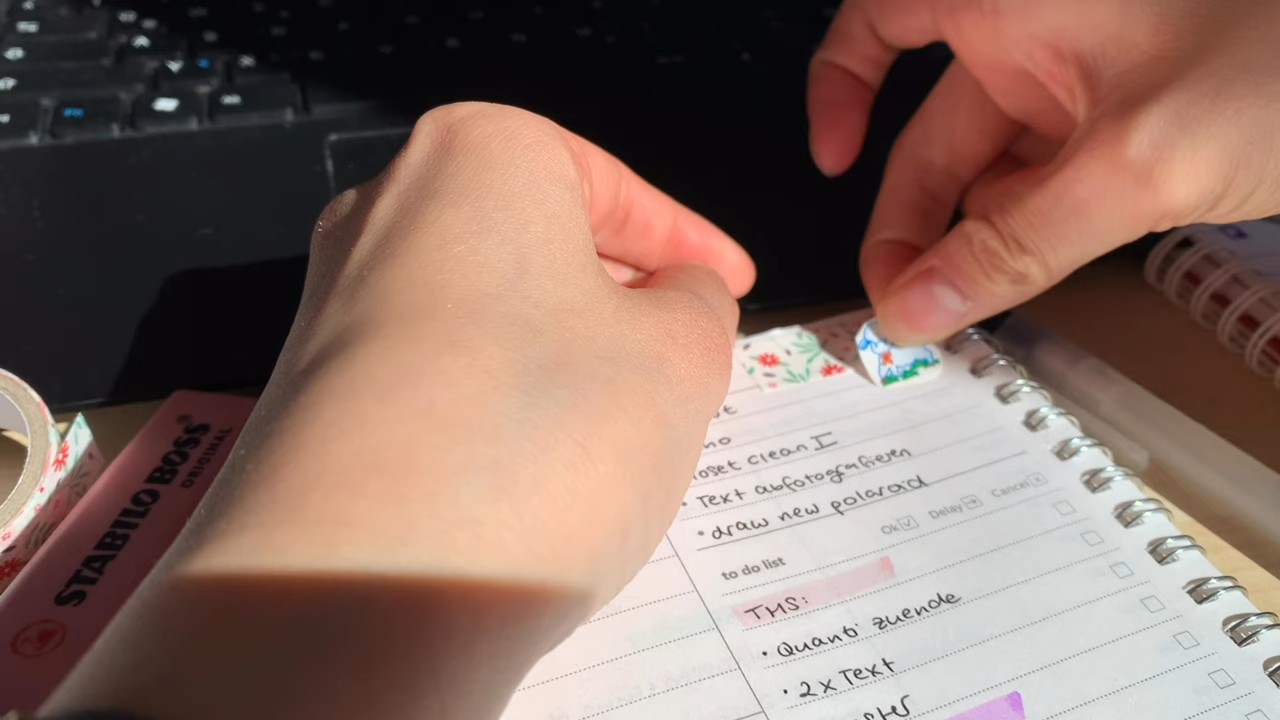 STABILO BOSS®
ORIGINAL
Clean I
• Text abfotografieren
• draw new polaroid
Ok Delay Cancel
to do list
TMS:
• Quanti zuende
• 2x Text